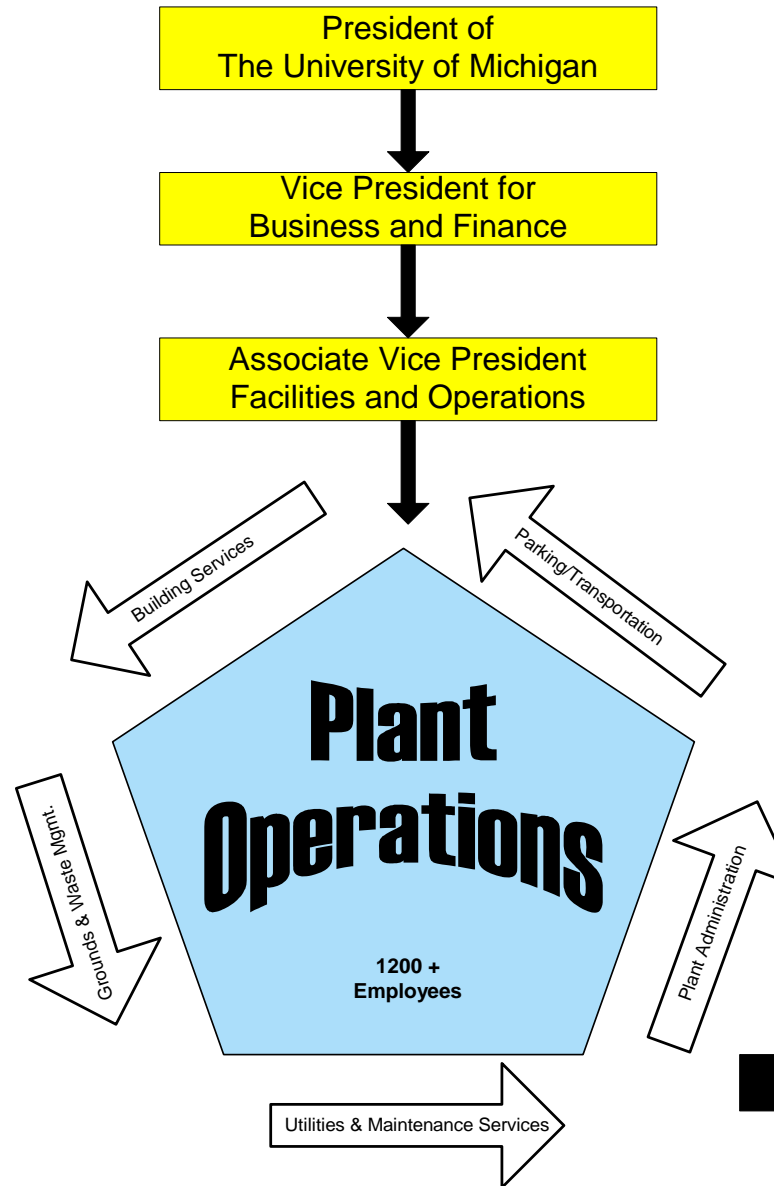 President of
The University of Michigan
Vice President for
Business and Finance
Associate Vice President
Facilities and Operations
Building Services
Parking/Transportation
Plant
Operations
1200 +
Employees
Grounds & Waste Mgmt.
Plant Administration
Utilities & Maintenance Services